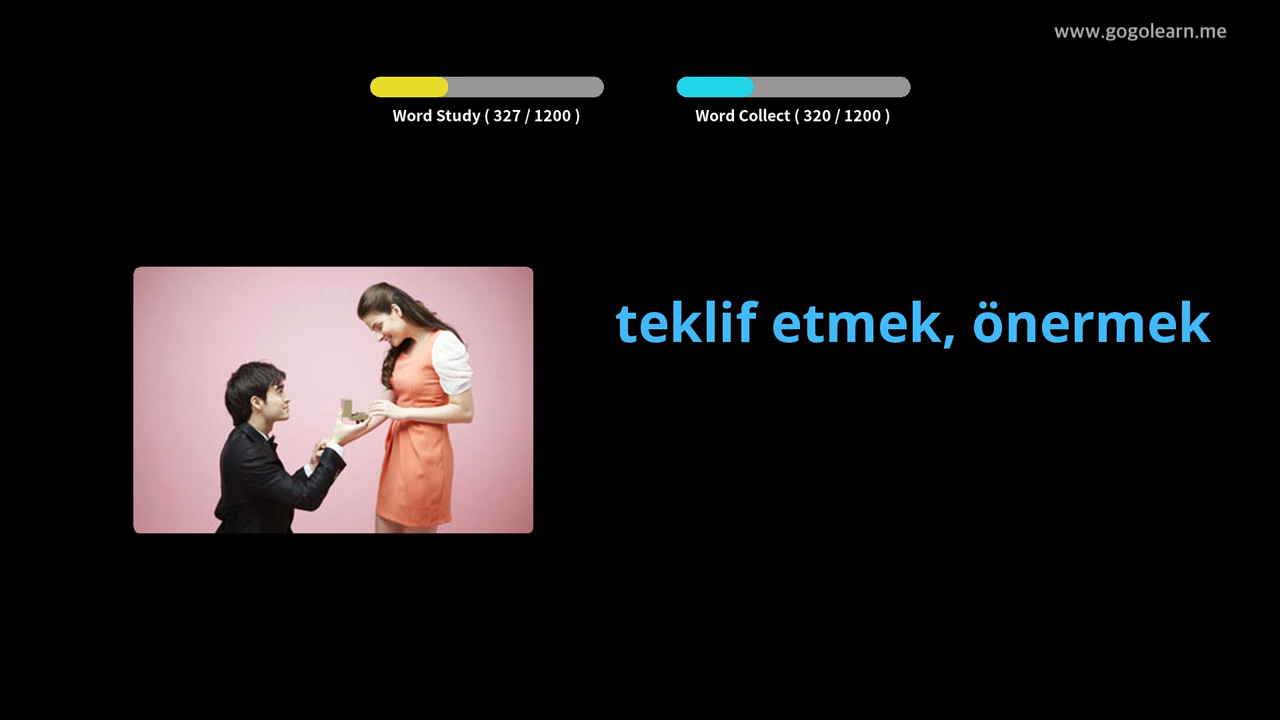 www.gogolearn.me
Word Study ( 327 / 1200 )
Word Collect ( 320 / 1200 )
teklif etmek, önermek